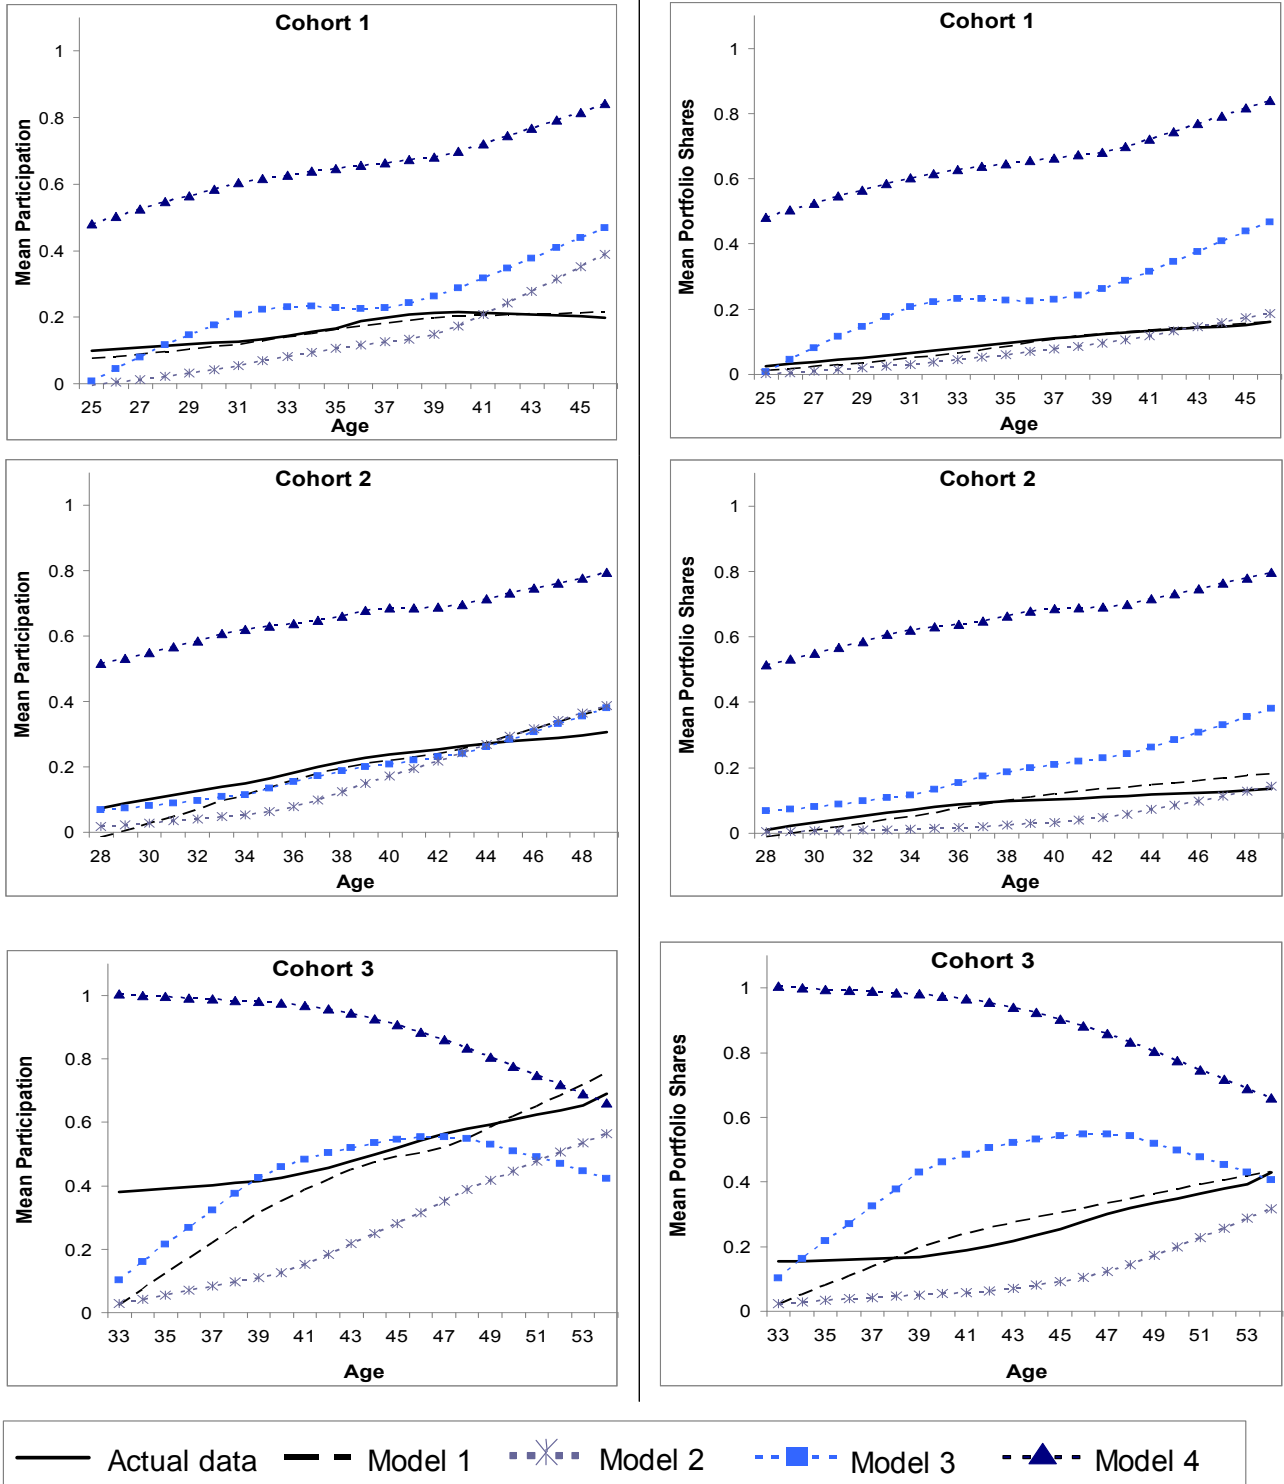 Cohort 1
Mean Participation
1
0.8
0.6
0.4
0.2
0
25 27 29 31 33 35 37 39 41 43 45
Age
Cohort 1
Mean Portfolio Shares
1
0.8
0.6
0.4
0.2
0
25 27 29 31 33 35 37 39 41 43 45
Age
Cohort 2
Mean Participation
1
0.8
0.6
0.4
0.2
0
28 30 32 34 36 38 40 42 44 46 48
Age
Cohort 2
Mean Portfolio Shares
1
0.8
0.6
0.4
0.2
0
28 30 32 34 36 38 40 42 44 46 48
Age
Cohort 3
Mean Participation
1
0.8
0.6
0.4
0.2
0
33 35 37 39 41 43 45 47 49 51 53
Age
Cohort 3
Mean Portfolio Shares
1
0.8
0.6
0.4
0.2
0
33 35 37 39 41 43 45 47 49 51 53
Age
Actual data Model 1 Model 2 Model 3 Model 4